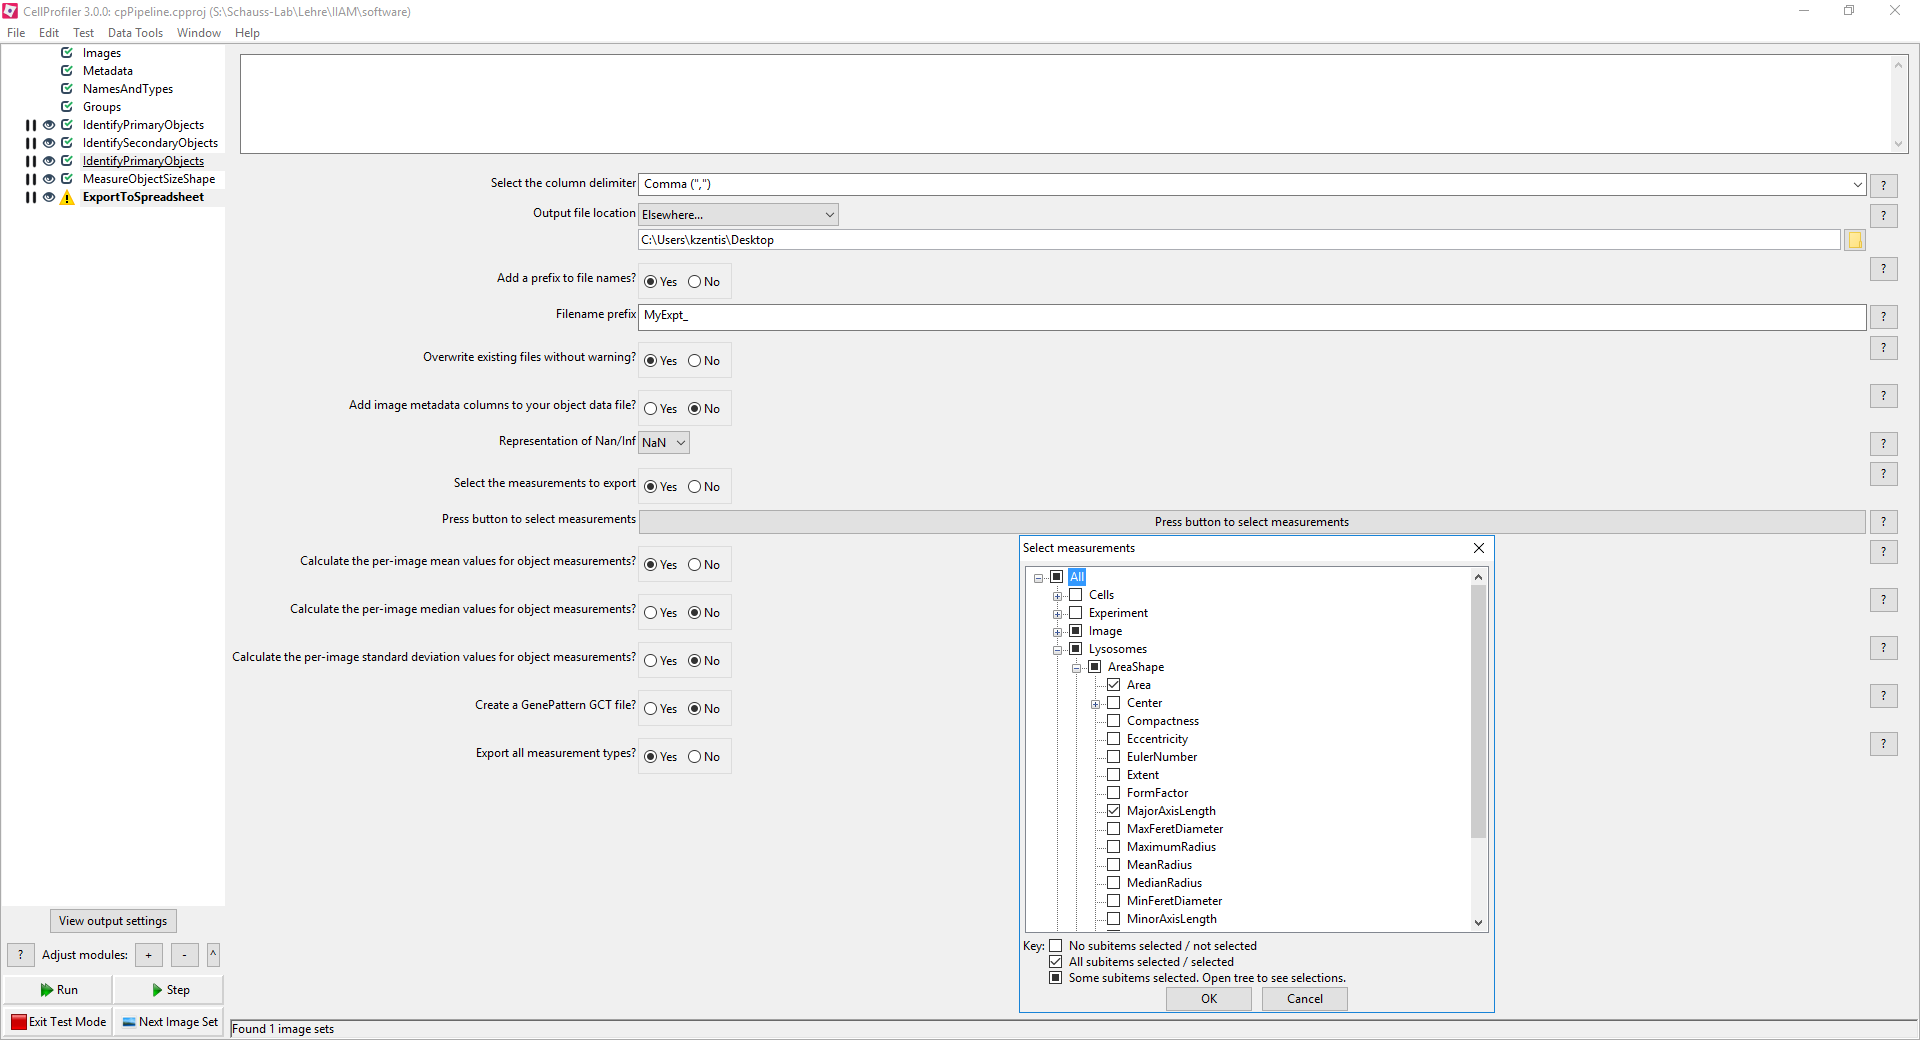 CellProfiler 3.0.0: cpPipeline.cpproj (S:\Schauss-Lab\Lehre\IIAM\software)
File Edit Test Data Tools Window Help
Images
Metadata
NamesAndTypes
Groups
IdentifyPrimaryObjects
IdentifySecondaryObjects
IdentifyPrimaryObjects
MeasureObjectSizeShape
ExportToSpreadsheet
View output settings
? Adjust modules: + - ^
Run Step
Exit Test Mode Next Image Set
Select the column delimiter Comma (",") ?
Output file location Elsewhere... ?
C:\Users\kzentis\Desktop
Add a prefix to file names? Yes No ?
Filename prefix MyExpt_ ?
Overwrite existing files without warning? Yes No ?
Add image metadata columns to your object data file? Yes No ?
Representation of Nan/Inf NaN ?
Select the measurements to export Yes No ?
Press button to select measurements Press button to select measurements ?
Calculate the per-image mean values for object measurements? Yes No ?
Calculate the per-image median values for object measurements? Yes No ?
Calculate the per-image standard deviation values for object measurements? Yes No ?
Create a GenePattern GCT file? Yes No ?
Export all measurement types? Yes No ?
Select measurements
All
Cells
Experiment
Image
Lysosomes
AreaShape
Area
Center
Compactness
Eccentricity
EulerNumber
Extent
FormFactor
MajorAxisLength
MaxFeretDiameter
MaximumRadius
MeanRadius
MedianRadius
MinFeretDiameter
MinorAxisLength
Key: No subitems selected / not selected
All subitems selected / selected
Some subitems selected. Open tree to see selections.
OK Cancel
Found 1 image sets